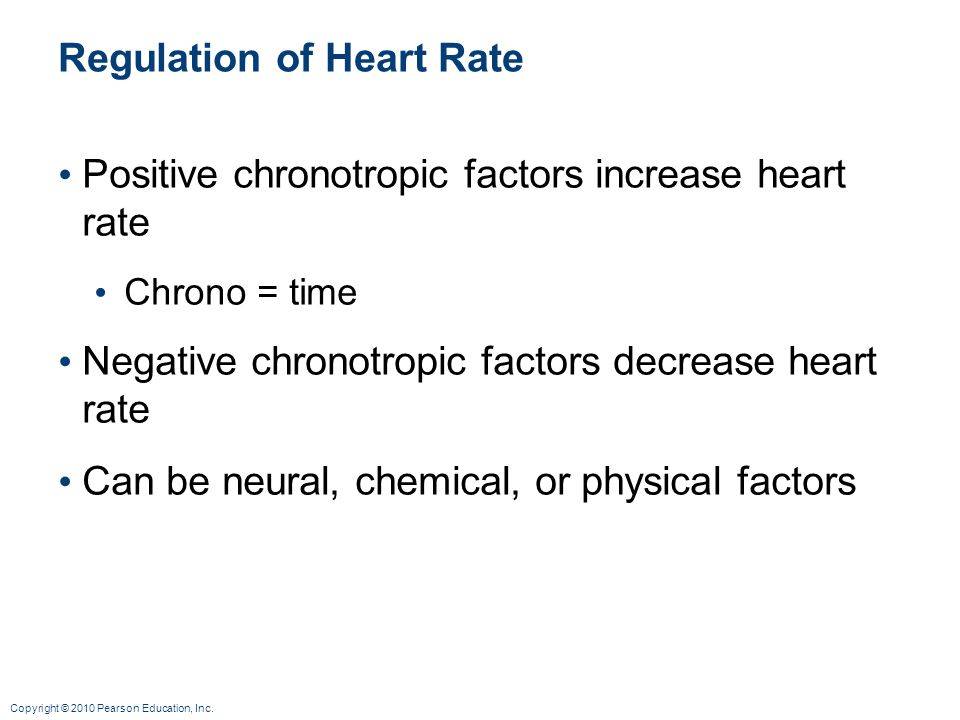 Regulation of Heart Rate
• Positive chronotropic factors increase heart
rate
• Chrono = time
• Negative chronotropic factors decrease heart
rate
• Can be neural, chemical, or physical factors
Copyright © 2010 Pearson Education, Inc.